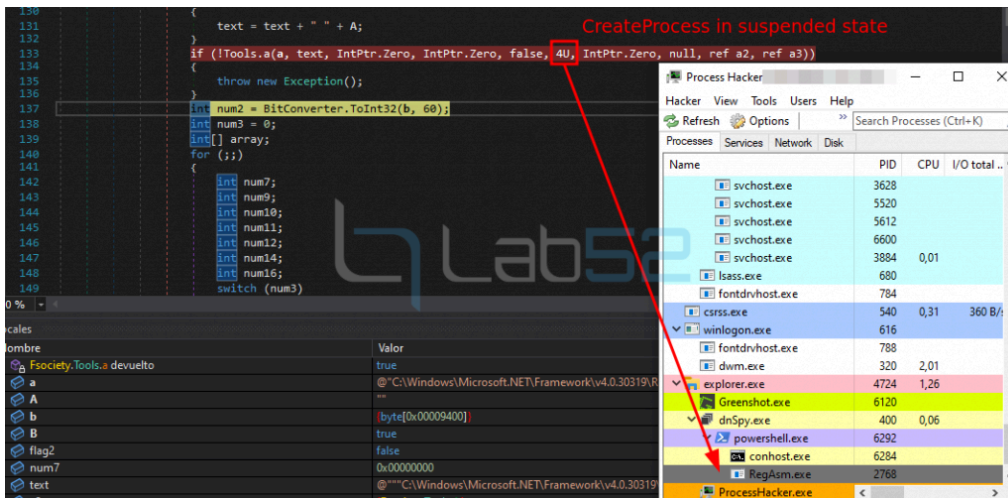 130 {
131 text = text + " " + A;
132 }
CreateProcess in suspended state
133 if (!Tools.a(a, text, IntPtr.Zero, IntPtr.Zero, false, 4U, IntPtr.Zero, null, ref a2, ref a3))
134 {
135 throw new Exception();
136 }
137 int num2 = BitConverter.ToInt32(b, 60);
138 int num3 = 0;
139 int[] array;
140 for (;;)
141 {
142 int num7;
143 int num9;
144 int num10;
145 int num11;
146 int num12;
147 int num14;
148 int num16;
149 switch (num3)
Lab52
0 %
ocales
Nombre Valor
Fsociety.Tools.a devuelto true
a @"C:\Windows\Microsoft.NET\Framework\v4.0.30319\R
A ""
b {byte[0x00009400]}
B true
flag2 false
num7 0x00000000
text @"""C:\Windows\Microsoft.NET\Framework\v4.0.30319\
Process Hacker
Hacker View Tools Users Help
Refresh Options » Search Processes (Ctrl+K)
Processes Services Network Disk
Name PID CPU I/O total ..
svchost.exe 3628
svchost.exe 5520
svchost.exe 5612
svchost.exe 6600
svchost.exe 3884 0,01
lsass.exe 680
fontdrvhost.exe 784
csrss.exe 540 0,31 360 B/
winlogon.exe 616
fontdrvhost.exe 788
dwm.exe 320 2,01
explorer.exe 4724 1,26
Greenshot.exe 6120
dnSpy.exe 400 0,06
powershell.exe 6292
conhost.exe 6284
RegAsm.exe 2768
ProcessHacker.exe